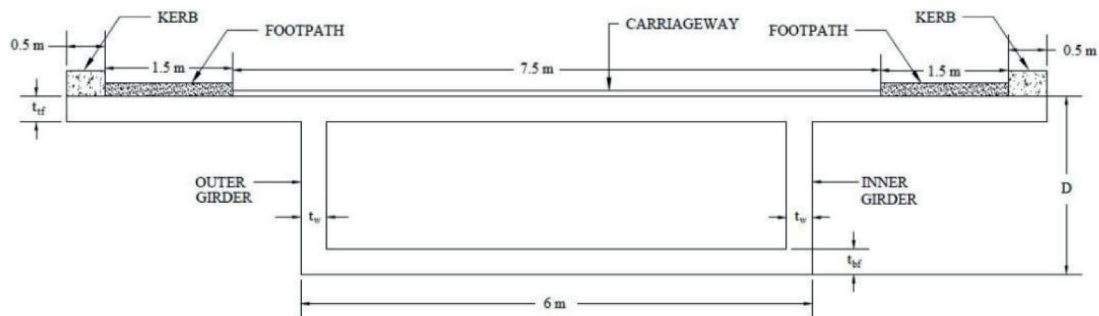 KERB
FOOTPATH
CARRIAGEWAY
FOOTPATH
KERB
0.5 m
1.5 m
7.5 m
1.5 m
0.5 m
t_tf
OUTER
GIRDER
t_w
t_w
INNER
GIRDER
D
t_bf
6 m